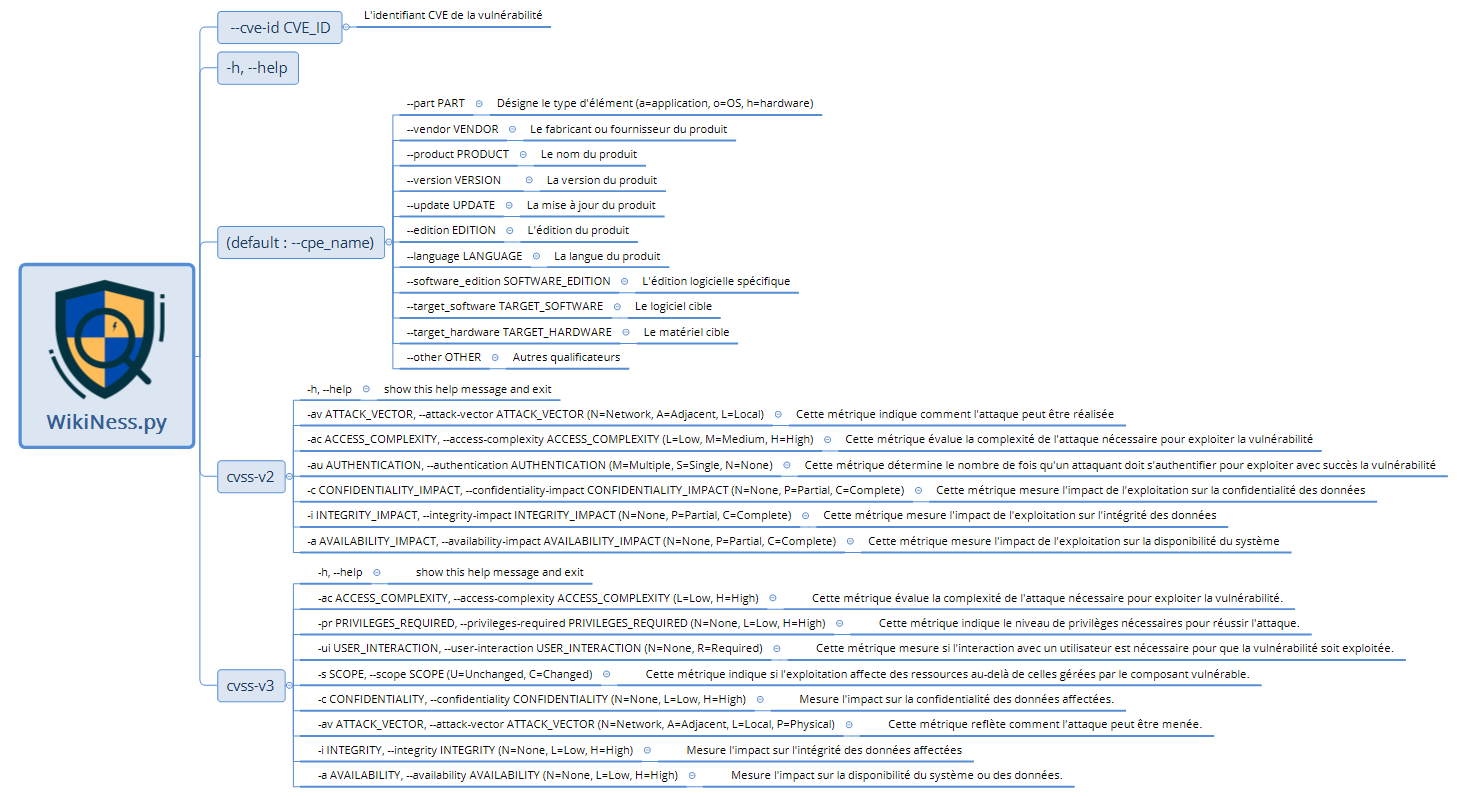 --cve-id CVE_ID
L'identifiant CVE de la vulnérabilité
-h, --help
(default : --cpe_name)
--part PART
Désigne le type d'élément (a=application, o=OS, h=hardware)
--vendor VENDOR
Le fabricant ou fournisseur du produit
--product PRODUCT
Le nom du produit
--version VERSION
La version du produit
--update UPDATE
La mise à jour du produit
--edition EDITION
L'édition du produit
--language LANGUAGE
La langue du produit
--software_edition SOFTWARE_EDITION
L'édition logicielle spécifique
--target_software TARGET_SOFTWARE
Le logiciel cible
--target_hardware TARGET_HARDWARE
Le matériel cible
--other OTHER
Autres qualificateurs
WikiNess.py
cvss-v2
-h, --help
show this help message and exit
-av ATTACK_VECTOR, --attack-vector ATTACK_VECTOR (N=Network, A=Adjacent, L=Local)
Cette métrique indique comment l'attaque peut être réalisée
-ac ACCESS_COMPLEXITY, --access-complexity ACCESS_COMPLEXITY (L=Low, M=Medium, H=High)
Cette métrique évalue la complexité de l'attaque nécessaire pour exploiter la vulnérabilité
-au AUTHENTICATION, --authentication AUTHENTICATION (M=Multiple, S=Single, N=None)
Cette métrique détermine le nombre de fois qu'un attaquant doit s'authentifier pour exploiter avec succès la vulnérabilité
-c CONFIDENTIALITY_IMPACT, --confidentiality-impact CONFIDENTIALITY_IMPACT (N=None, P=Partial, C=Complete)
Cette métrique mesure l'impact de l'exploitation sur la confidentialité des données
-i INTEGRITY_IMPACT, --integrity-impact INTEGRITY_IMPACT (N=None, P=Partial, C=Complete)
Cette métrique mesure l'impact de l'exploitation sur l'intégrité des données
-a AVAILABILITY_IMPACT, --availability-impact AVAILABILITY_IMPACT (N=None, P=Partial, C=Complete)
Cette métrique mesure l'impact de l'exploitation sur la disponibilité du système
cvss-v3
-h, --help
show this help message and exit
-ac ACCESS_COMPLEXITY, --access-complexity ACCESS_COMPLEXITY (L=Low, H=High)
Cette métrique évalue la complexité de l'attaque nécessaire pour exploiter la vulnérabilité.
-pr PRIVILEGES_REQUIRED, --privileges-required PRIVILEGES_REQUIRED (N=None, L=Low, H=High)
Cette métrique indique le niveau de privilèges nécessaires pour réussir l'attaque.
-ui USER_INTERACTION, --user-interaction USER_INTERACTION (N=None, R=Required)
Cette métrique mesure si l'interaction avec un utilisateur est nécessaire pour que la vulnérabilité soit exploitée.
-s SCOPE, --scope SCOPE (U=Unchanged, C=Changed)
Cette métrique indique si l'exploitation affecte des ressources au-delà de celles gérées par le composant vulnérable.
-c CONFIDENTIALITY, --confidentiality CONFIDENTIALITY (N=None, L=Low, H=High)
Mesure l'impact sur la confidentialité des données affectées.
-av ATTACK_VECTOR, --attack-vector ATTACK_VECTOR (N=Network, A=Adjacent, L=Local, P=Physical)
Cette métrique reflète comment l'attaque peut être menée.
-i INTEGRITY, --integrity INTEGRITY (N=None, L=Low, H=High)
Mesure l'impact sur l'intégrité des données affectées
-a AVAILABILITY, --availability AVAILABILITY (N=None, L=Low, H=High)
Mesure l'impact sur la disponibilité du système ou des données.